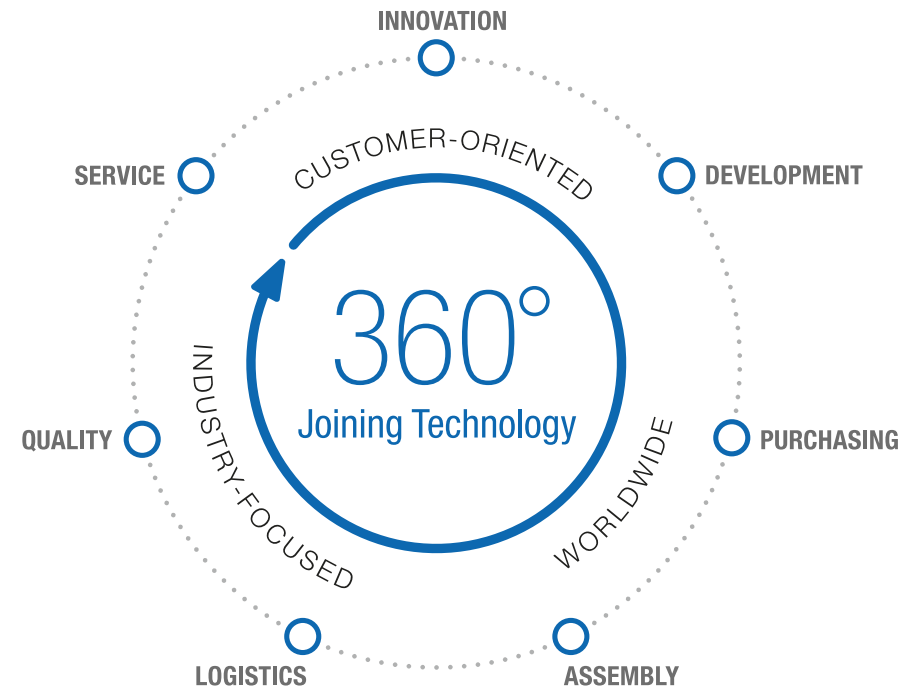 INNOVATION
CUSTOMER-ORIENTED
SERVICE
DEVELOPMENT
360°
Joining Technology
INDUSTRY-FOCUSED
WORLDWIDE
QUALITY
PURCHASING
LOGISTICS
ASSEMBLY